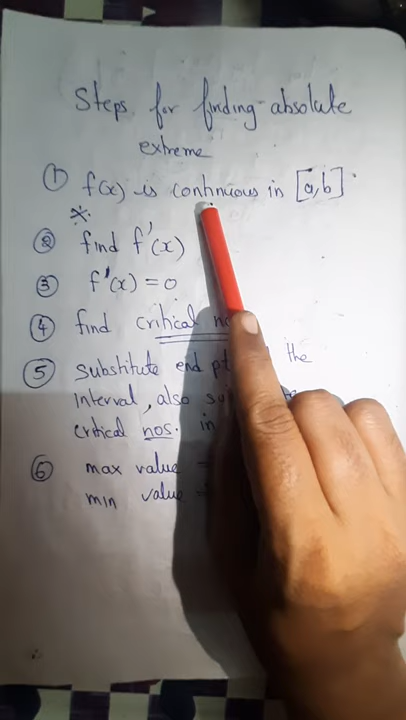 Steps for finding absolute
extreme
① f(x) is continuous in [a,b].
② find f'(x)
③ f'(x) = 0
④ find critical
⑤ substitute end the
interval, also
critical nos. in
⑥ max value
min value